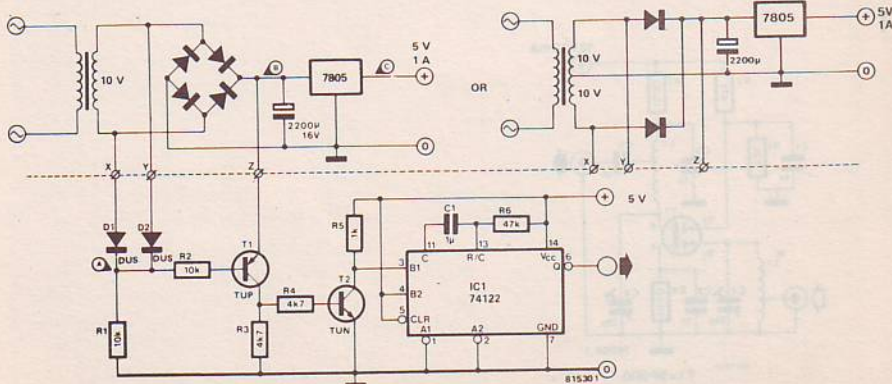 10 V
B
7805
C
5 V
1 A
+
2200µ
16V
0
OR
10 V
10 V
7805
+
5V
1A
2200µ
0
X
Y
Z
X
Y
Z
D1
D2
DUS
DUS
A
R2
10k
T1
TUP
R1
10k
R3
4k7
R4
4k7
T2
TUN
R5
1k
C1
1µ
R6
47k
+
5 V
11
13
14
C
R/C
Vcc
3
B1
4
B2
5
CLR
IC1
74122
Q
6
A1
A2
GND
1
2
7
815301
0